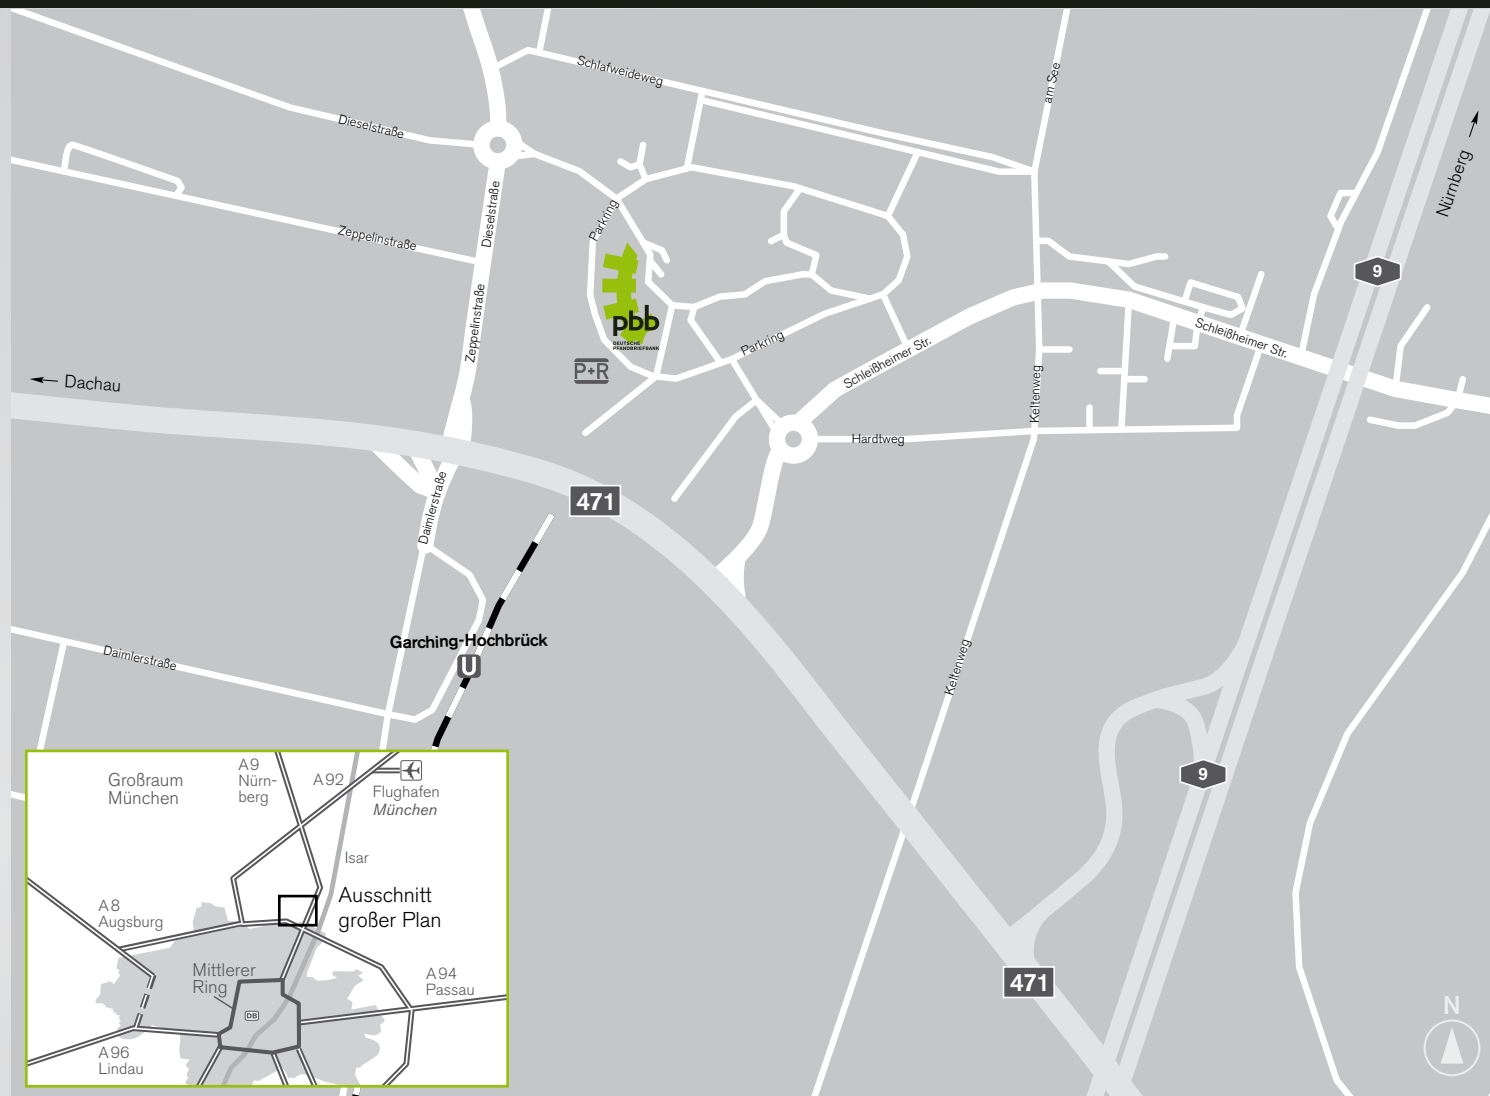 Schlafweideweg
am See
Dieselstraße
Nürnberg
Zeppelinstraße
Dieselstraße
Parkring
9
Zeppelinstraße
pbb
DEUTSCHE
PFANDBRIEFBANK
Parkring
Schleißheimer Str.
Schleißheimer Str.
P+R
Dachau
Keltenweg
Hardtweg
471
Daimlerstraße
Garching-Hochbrück
U
Daimlerstraße
Keltenweg
9
471
N
Großraum
München
A9
Nürn-
berg
A92
Flughafen
München
Isar
Ausschnitt
großer Plan
A8
Augsburg
Mittlerer
Ring
A94
Passau
DB
A96
Lindau